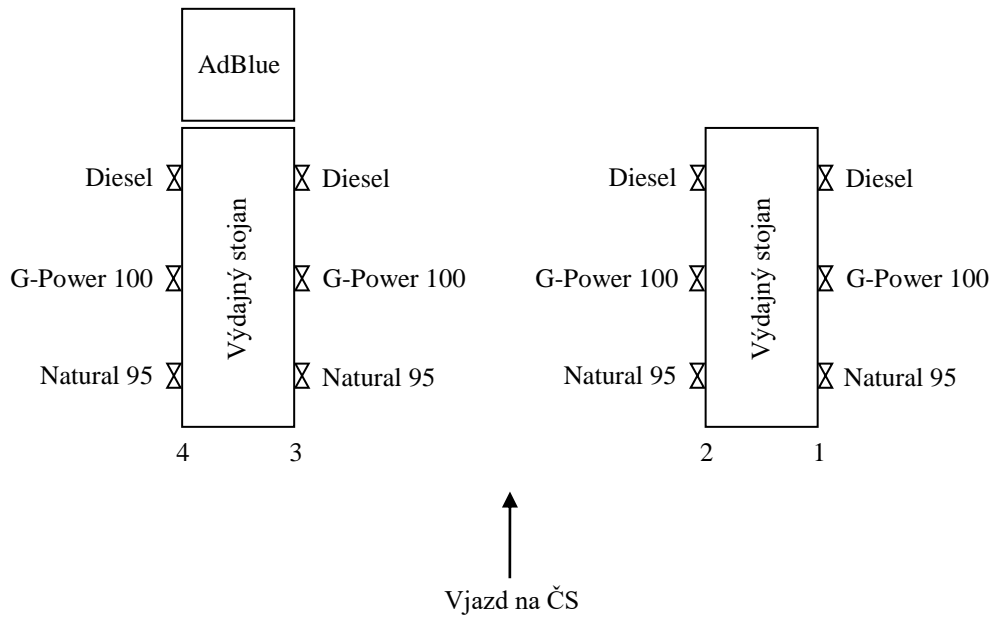 AdBlue
Diesel Diesel Diesel Diesel
Výdajný stojan Výdajný stojan
G-Power 100 G-Power 100 G-Power 100 G-Power 100
Natural 95 Natural 95 Natural 95 Natural 95
4 3 2 1
Vjazd na ČS